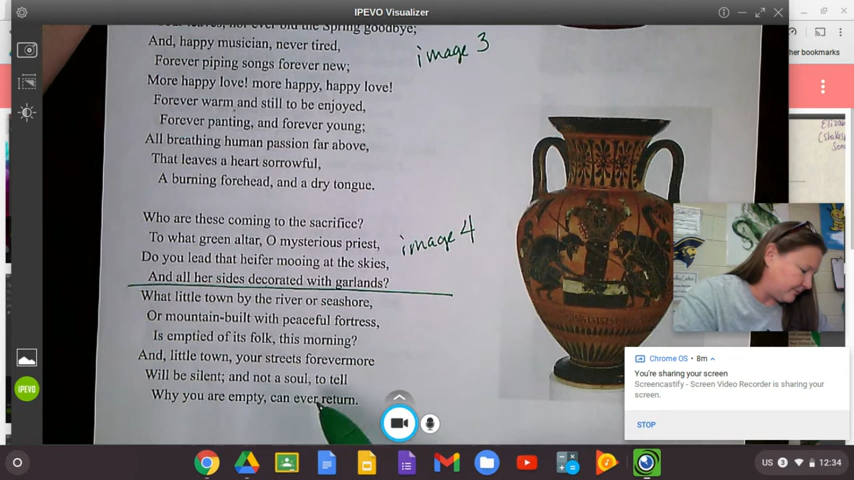 IPEVO Visualizer
And, happy musician, never tired,
Forever piping songs forever new;
image 3
More happy love! more happy, happy love!
Forever warm and still to be enjoyed,
Forever panting, and forever young;
All breathing human passion far above,
That leaves a heart sorrowful,
A burning forehead, and a dry tongue.
Who are these coming to the sacrifice?
To what green altar, O mysterious priest,
image 4
Do you lead that heifer mooing at the skies,
And all her sides decorated with garlands?
What little town by the river or seashore,
Or mountain-built with peaceful fortress,
Is emptied of its folk, this morning?
And, little town, your streets forevermore
Will be silent; and not a soul, to tell
Why you are empty, can ever return.
her bookmarks
IPEVO
Chrome OS • 8m
You're sharing your screen
Screencastify - Screen Video Recorder is sharing your screen.
STOP
US 3 12:34